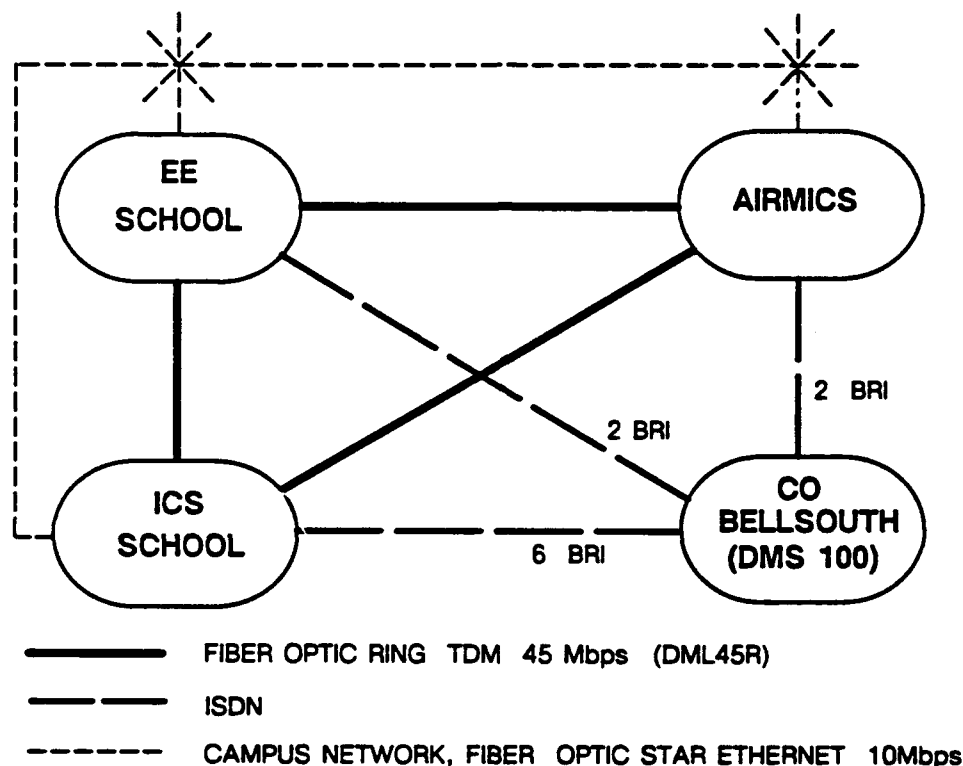 EE
SCHOOL
AIRMICS
2 BRI
2 BRI
ICS
SCHOOL
6 BRI
CO
BELLSOUTH
(DMS 100)
FIBER OPTIC RING TDM 45 Mbps (DML45R)
ISDN
CAMPUS NETWORK, FIBER OPTIC STAR ETHERNET 10Mbps